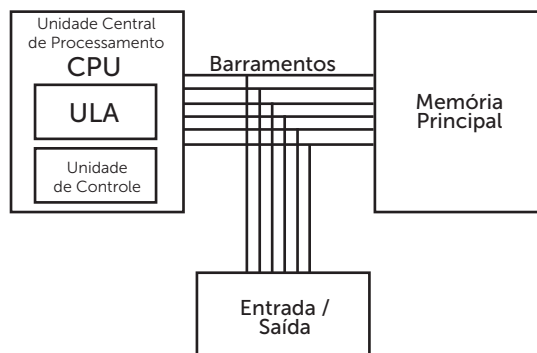 Unidade Central
de Processamento
CPU
ULA
Unidade
de Controle
Barramentos
Memória
Principal
Entrada /
Saída